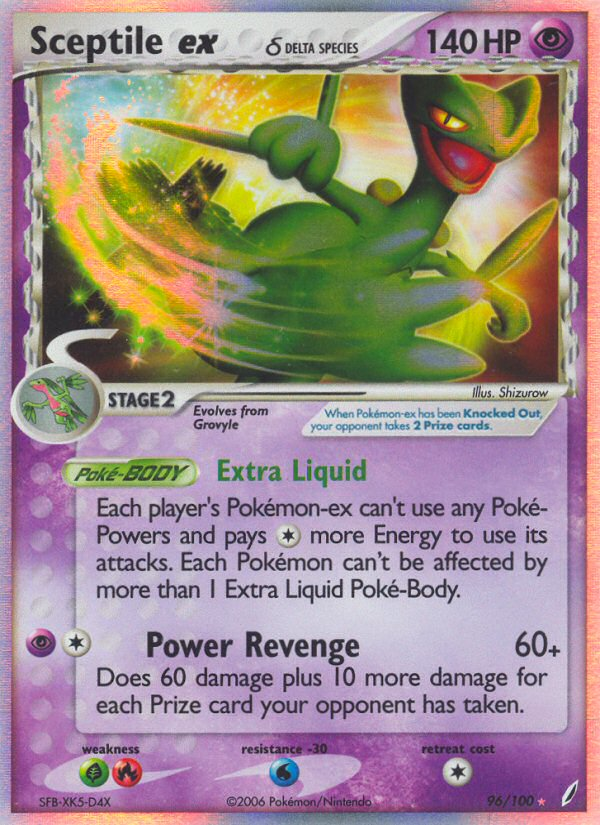 Sceptile ex δ DELTA SPECIES 140 HP
Illus. Shizurow
STAGE 2
Evolves from
Grovyle
When Pokémon-ex has been Knocked Out,
your opponent takes 2 Prize cards.
Poké-BODY Extra Liquid
Each player's Pokémon-ex can't use any Poké-
Powers and pays more Energy to use its
attacks. Each Pokémon can't be affected by
more than 1 Extra Liquid Poké-Body.
Power Revenge 60+
Does 60 damage plus 10 more damage for
each Prize card your opponent has taken.
weakness resistance -30 retreat cost
SFB-XK5-D4X ©2006 Pokémon/Nintendo 96/100